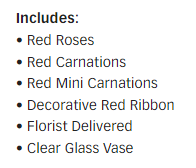 Includes:
• Red Roses
• Red Carnations
• Red Mini Carnations
• Decorative Red Ribbon
• Florist Delivered
• Clear Glass Vase